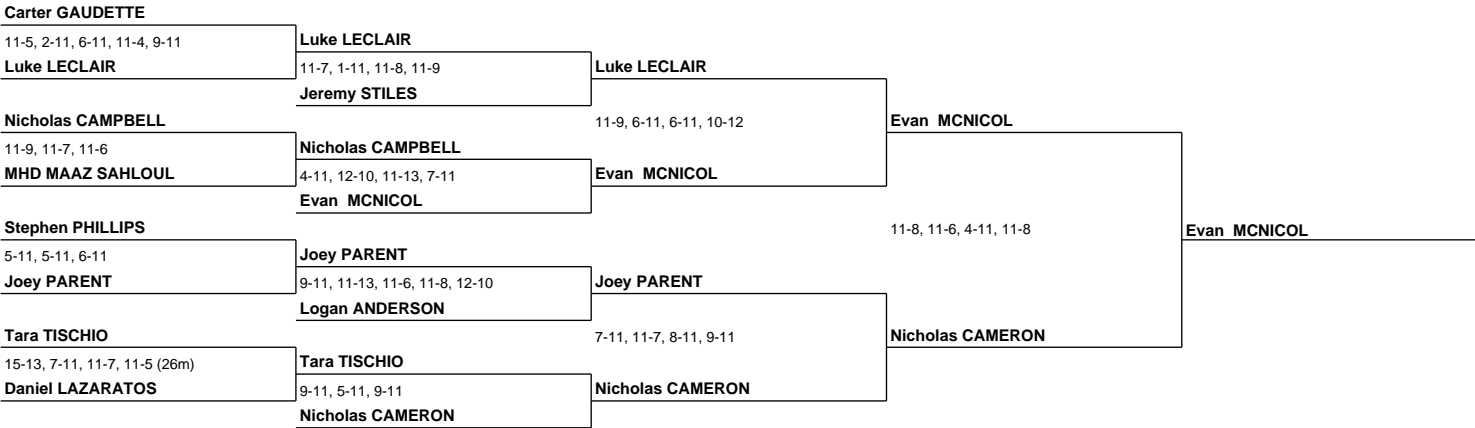 Carter GAUDETTE
11-5, 2-11, 6-11, 11-4, 9-11
Luke LECLAIR
Nicholas CAMPBELL
11-9, 11-7, 11-6
MHD MAAZ SAHLOUL
Stephen PHILLIPS
5-11, 5-11, 6-11
Joey PARENT
Tara TISCHIO
15-13, 7-11, 11-7, 11-5 (26m)
Daniel LAZARATOS
Luke LECLAIR
11-7, 1-11, 11-8, 11-9
Jeremy STILES
Nicholas CAMPBELL
4-11, 12-10, 11-13, 7-11
Evan MCNICOL
Joey PARENT
9-11, 11-13, 11-6, 11-8, 12-10
Logan ANDERSON
Tara TISCHIO
9-11, 5-11, 9-11
Nicholas CAMERON
Luke LECLAIR
11-9, 6-11, 6-11, 10-12
Evan MCNICOL
Joey PARENT
7-11, 11-7, 8-11, 9-11
Nicholas CAMERON
Evan MCNICOL
11-8, 11-6, 4-11, 11-8
Nicholas CAMERON
Evan MCNICOL